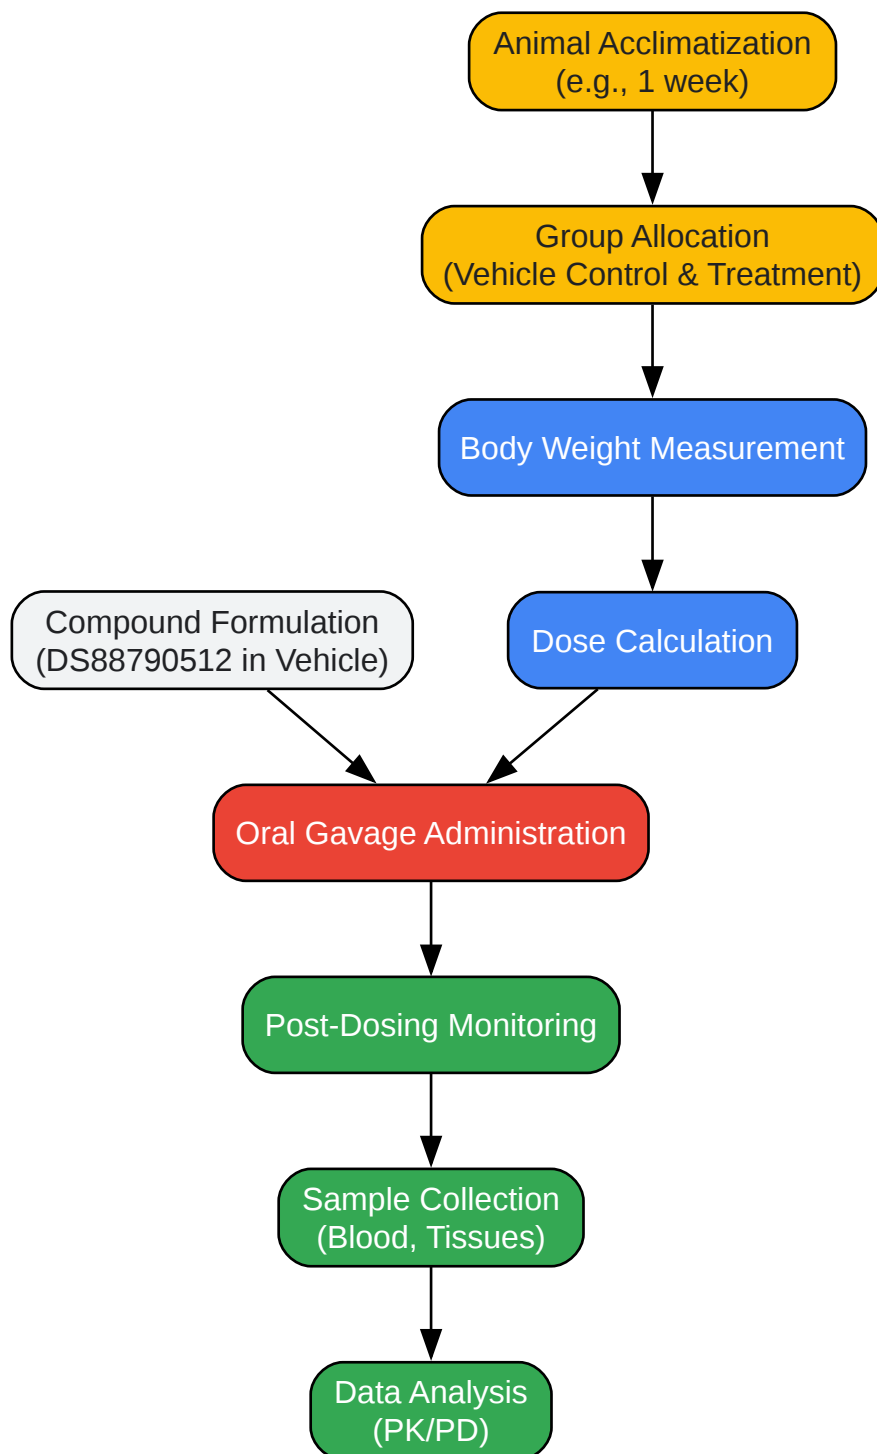 Animal Acclimatization
(e.g., 1 week)
Group Allocation
(Vehicle Control & Treatment)
Body Weight Measurement
Compound Formulation
(DS88790512 in Vehicle)
Dose Calculation
Oral Gavage Administration
Post-Dosing Monitoring
Sample Collection
(Blood, Tissues)
Data Analysis
(PK/PD)